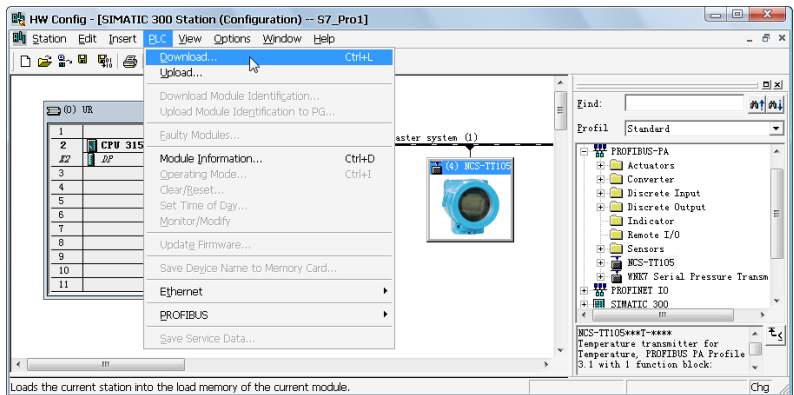 HW Config - [SIMATIC 300 Station (Configuration) -- S7_Pro1]
Station Edit Insert PLC View Options Window Help
Download... Ctrl+L
Upload...
Download Module Identification...
Upload Module Identification to PG...
Faulty Modules...
Module Information... Ctrl+D
Operating Mode... Ctrl+I
Clear/Reset...
Set Time of Day...
Monitor/Modify
Update Firmware...
Save Device Name to Memory Card...
Ethernet
PROFIBUS
Save Service Data...
(0) UR
1
2 CPU 315
X2 DP
3
4
5
6
7
8
9
10
11
aster system (1)
(4) NCS-TT105
Find:
Profil Standard
PROFIBUS-PA
Actuators
Converter
Discrete Input
Discrete Output
Indicator
Remote I/O
Sensors
NCS-TT105
WNK7 Serial Pressure Transm
PROFINET IO
SIMATIC 300
NCS-TT105***T-****
Temperature transmitter for
Temperature, PROFIBUS PA Profile
3.1 with 1 function block:
Loads the current station into the load memory of the current module.
Chg